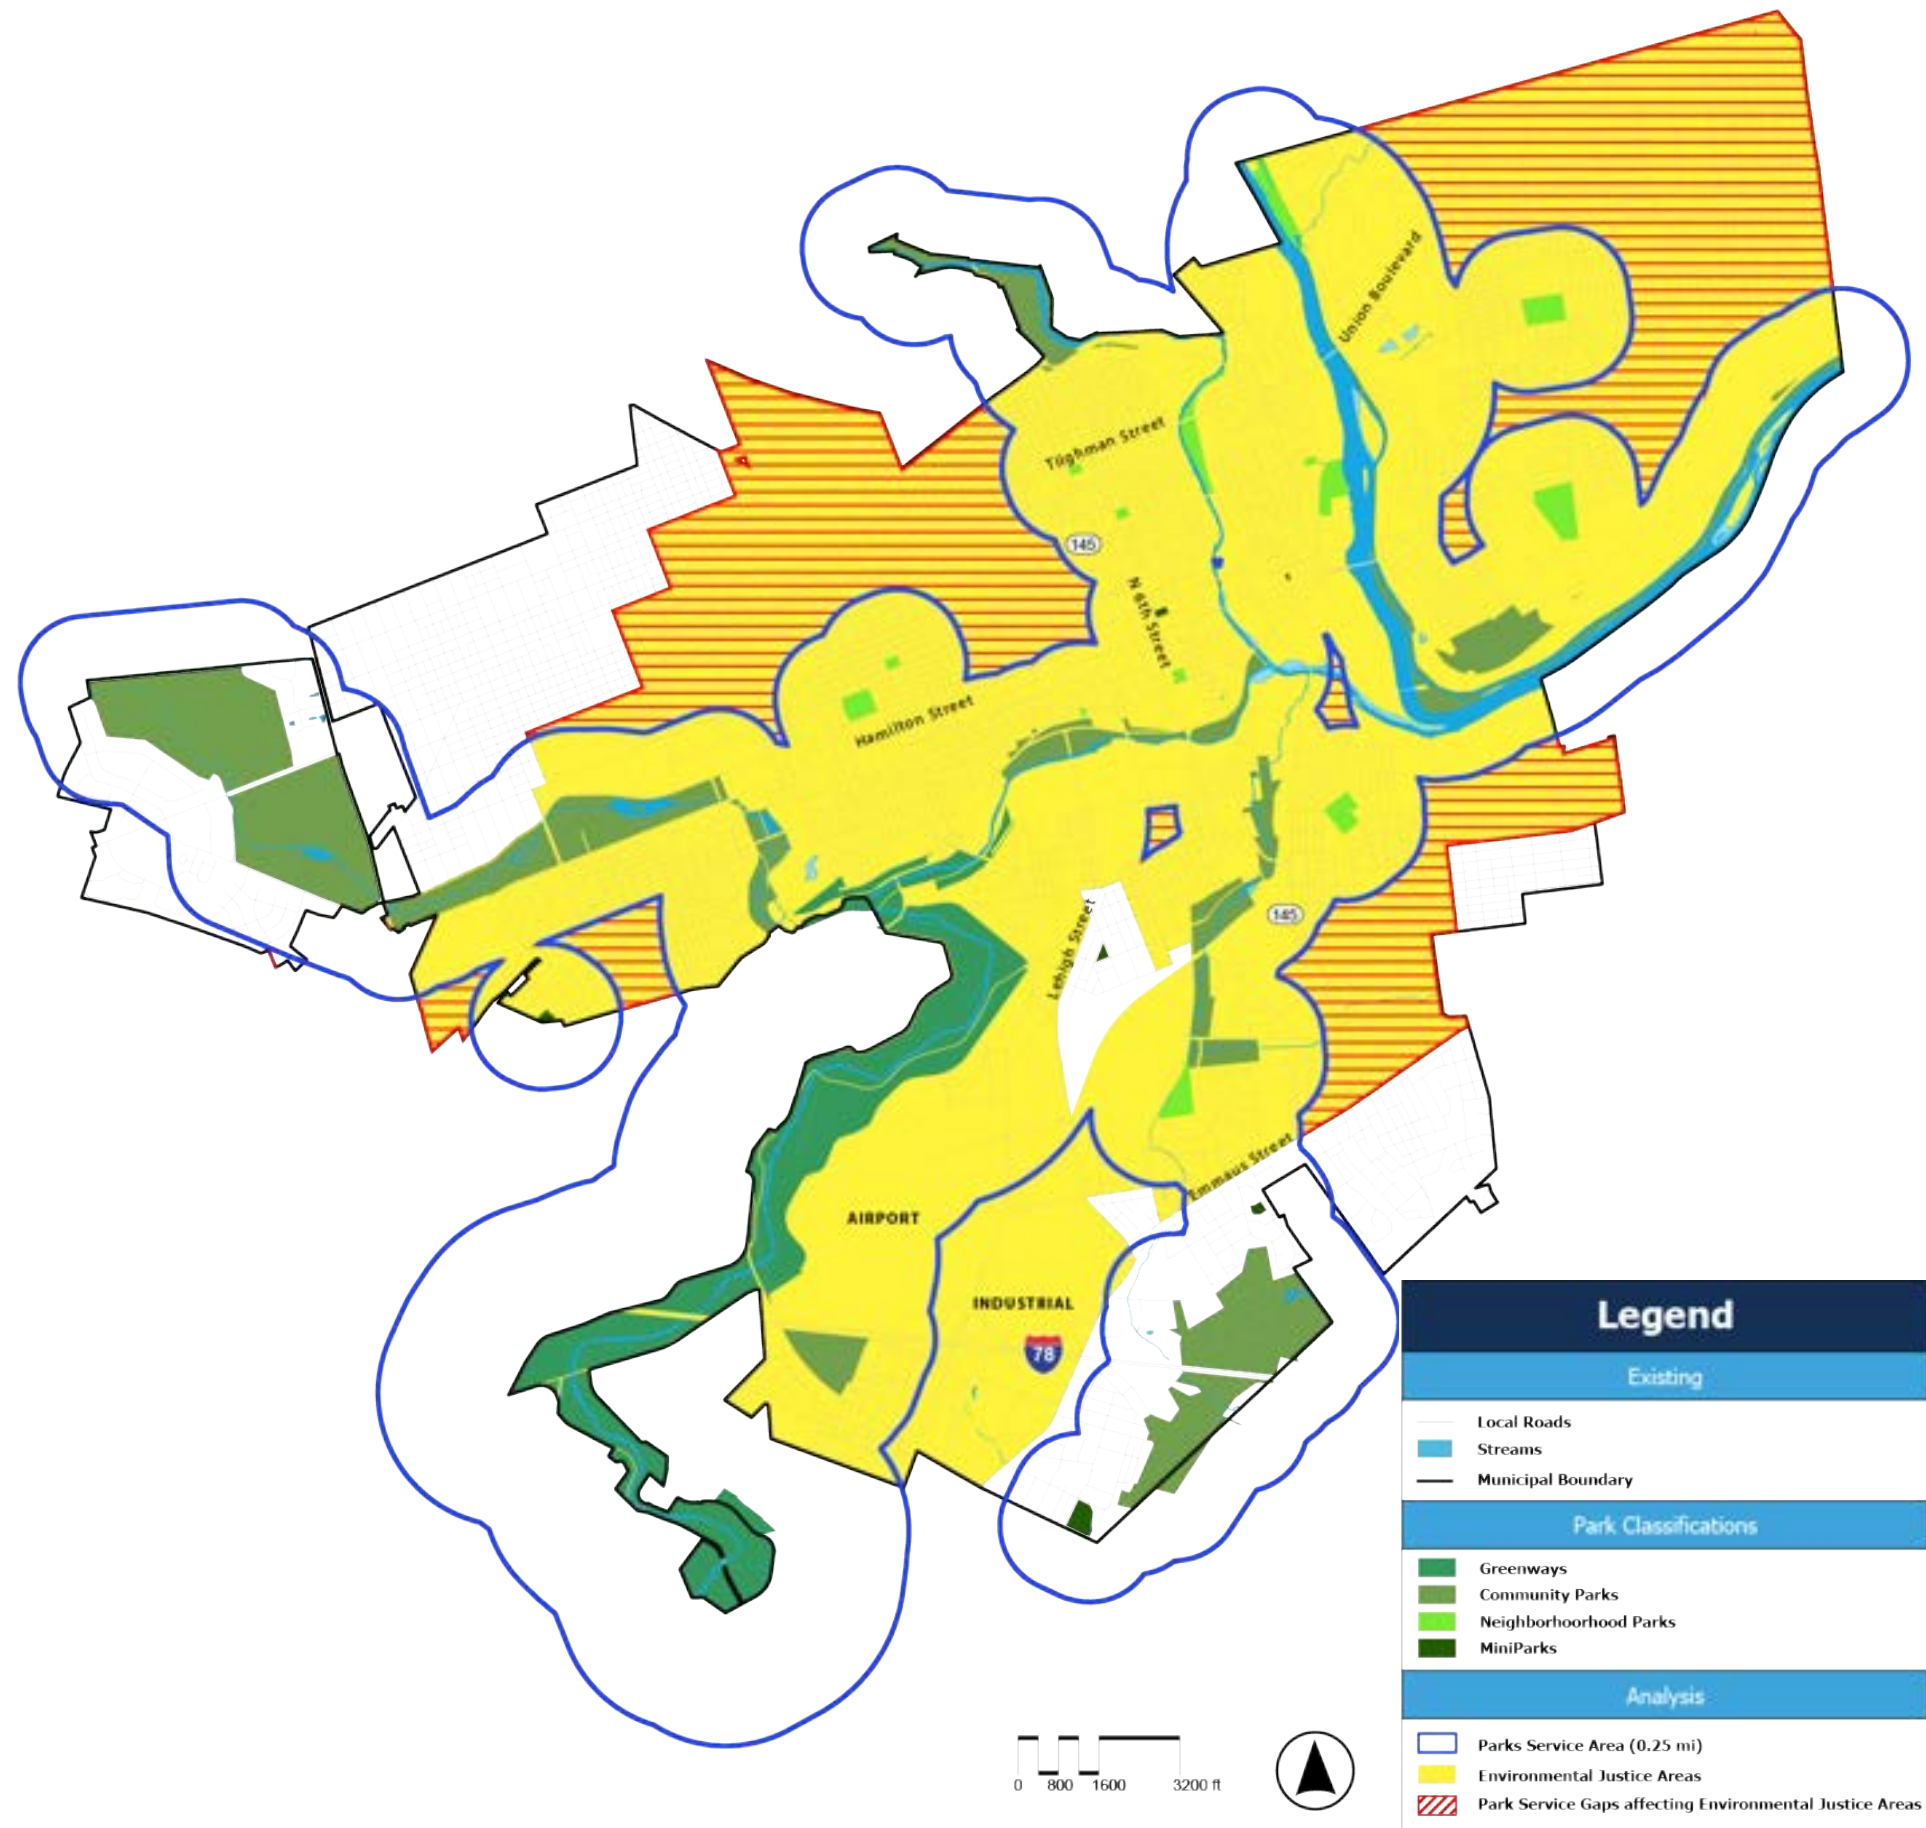 Union Boulevard
Tilghman Street
145
N 6th Street
Hamilton Street
Lehigh Street
145
Emmaus Street
AIRPORT
INDUSTRIAL
78
Legend
Existing
Local Roads
Streams
Municipal Boundary
Park Classifications
Greenways
Community Parks
Neighborhoorhood Parks
MiniParks
Analysis
Parks Service Area (0.25 mi)
Environmental Justice Areas
Park Service Gaps affecting Environmental Justice Areas
0 800 1600 3200 ft